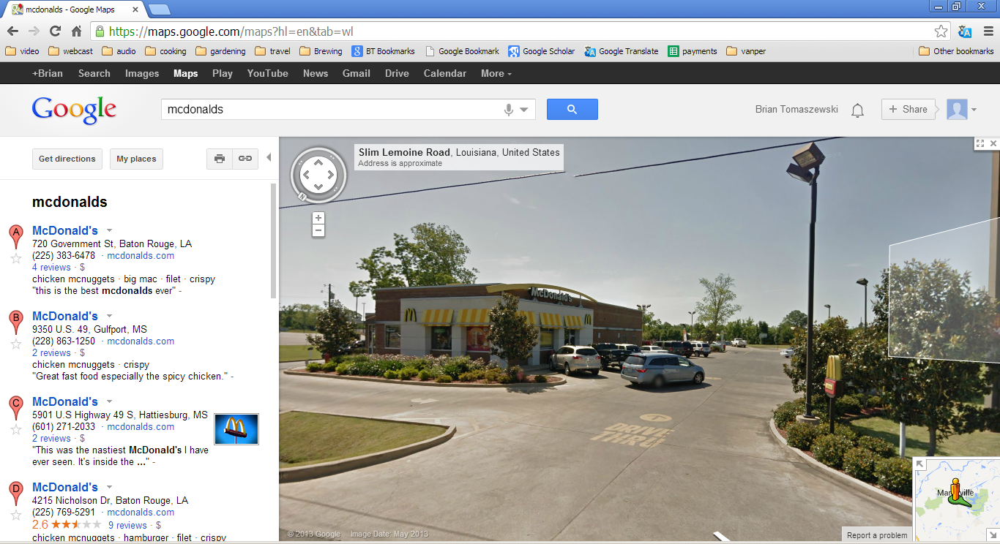 mcdonalds - Google Maps
https://maps.google.com/maps?hl=en&tab=wl
video webcast audio cooking gardening travel Brewing BT Bookmarks Google Bookmark Google Scholar Google Translate payments vanper Other bookmarks
+Brian Search Images Maps Play YouTube News Gmail Drive Calendar More
Google
mcdonalds
Brian Tomaszewski
+ Share
Get directions
My places
mcdonalds
A
McDonald's
720 Government St, Baton Rouge, LA
(225) 383-6478 · mcdonalds.com
4 reviews · $
chicken mcnuggets · big mac · filet · crispy
"this is the best mcdonalds ever" -
B
McDonald's
9350 U.S. 49, Gulfport, MS
(228) 863-1250 · mcdonalds.com
2 reviews · $
chicken mcnuggets · crispy
"Great fast food especially the spicy chicken." -
C
McDonald's
5901 U.S Highway 49 S, Hattiesburg, MS
(601) 271-2033 · mcdonalds.com
2 reviews · $
"This was the nastiest McDonald's I have
ever seen. It's inside the ..." -
D
McDonald's
4215 Nicholson Dr, Baton Rouge, LA
(225) 769-5291 · mcdonalds.com
2.6 9 reviews · $
chicken mcnuggets · hamburger · filet · crispy
Slim Lemoine Road, Louisiana, United States
Address is approximate
N
McDonald's
DRIVE
THRU
© 2013 Google Image Date: May 2013
Report a problem